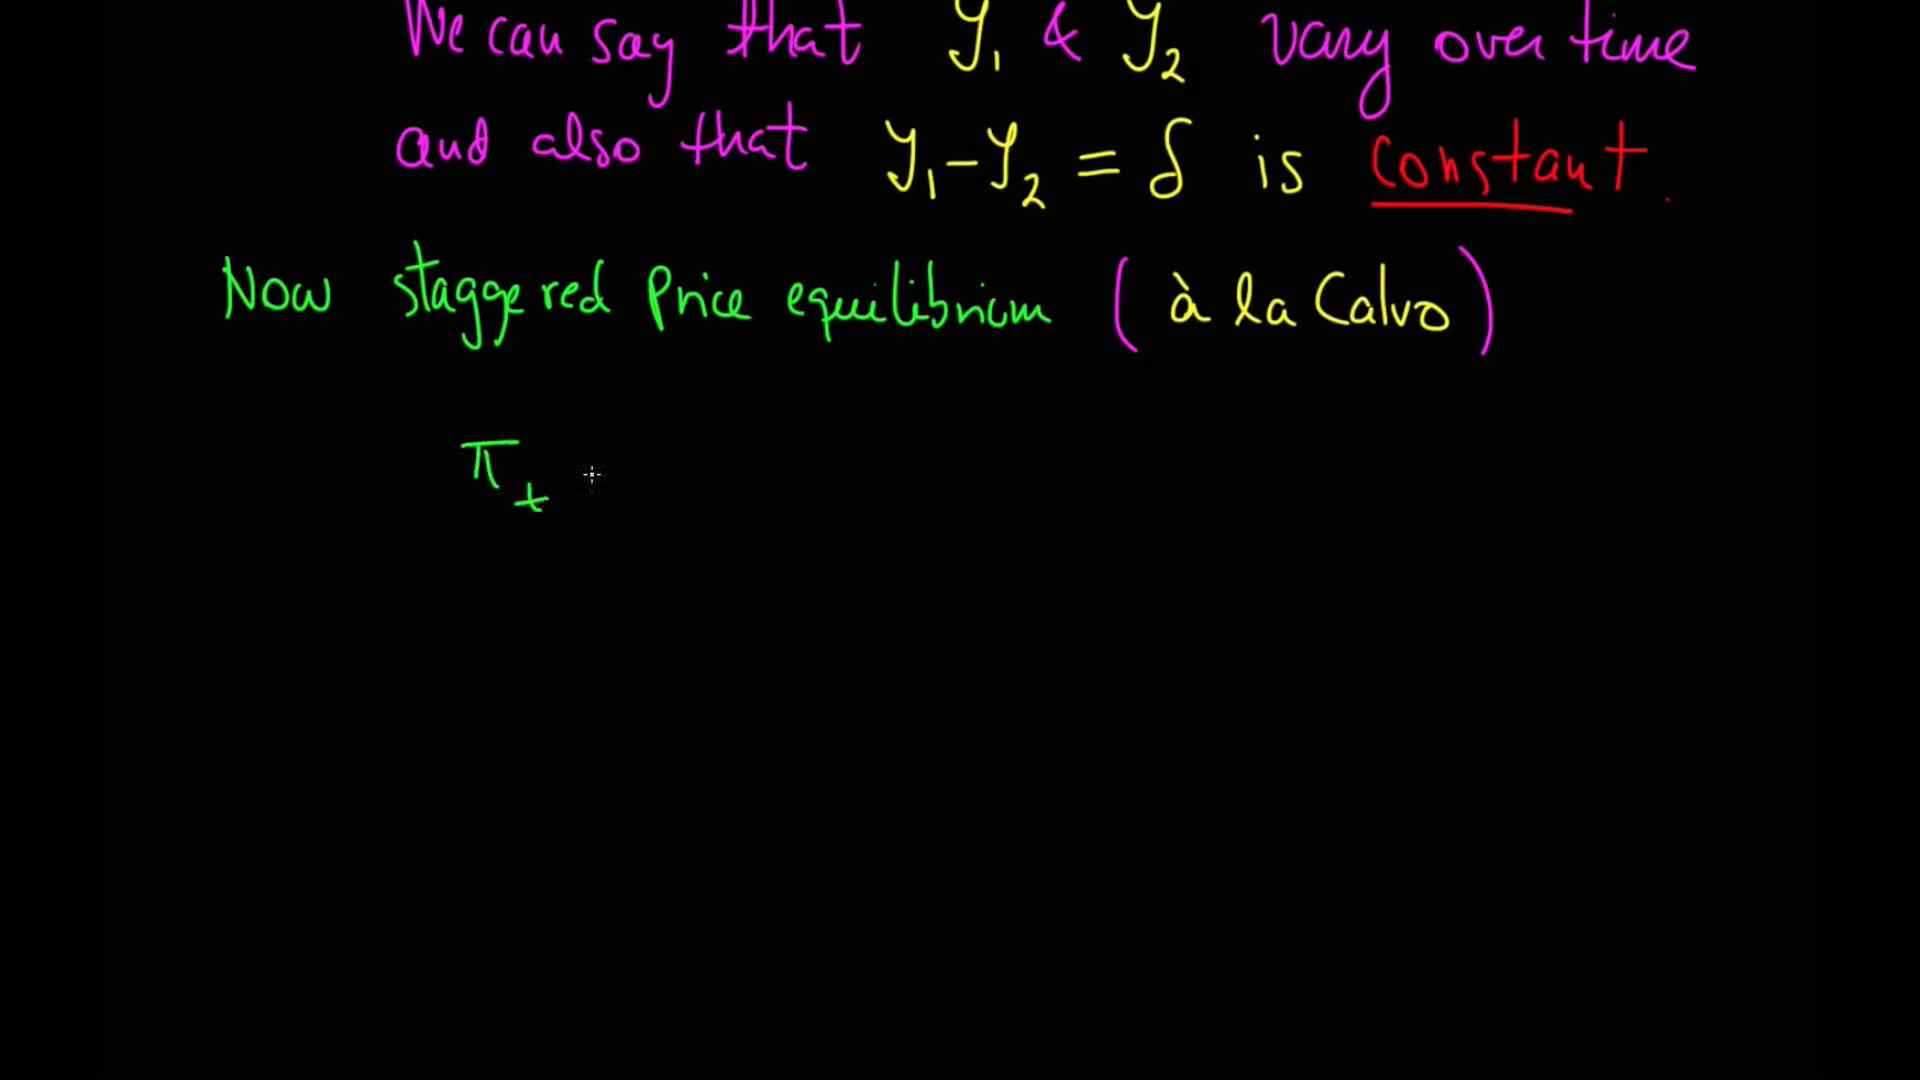 We can say that y₁ & y₂ vary over time
and also that y₁ - y₂ = δ is constant.
Now staggered price equilibrium (à la Calvo)
π_t